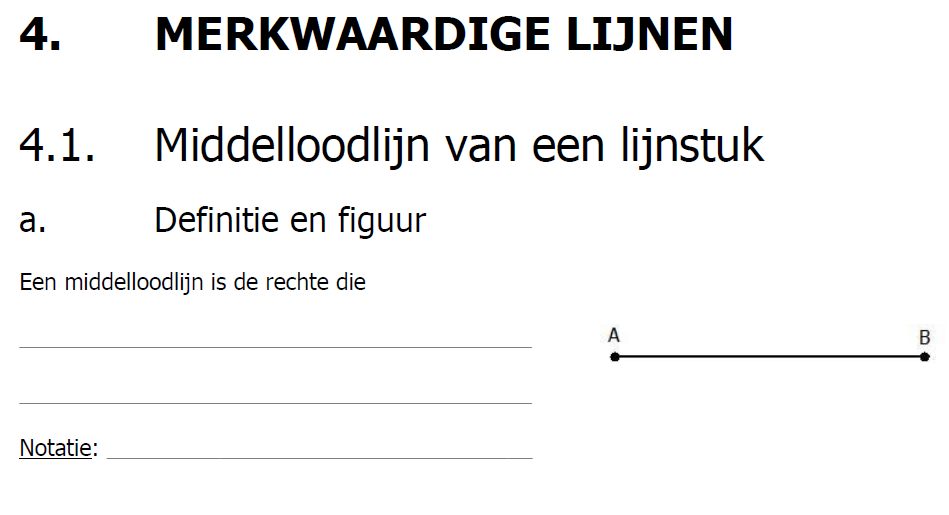 4. MERKWAARDIGE LIJNEN
4.1. Middelloodlijn van een lijnstuk
a. Definitie en figuur
Een middelloodlijn is de rechte die
A B
Notatie: